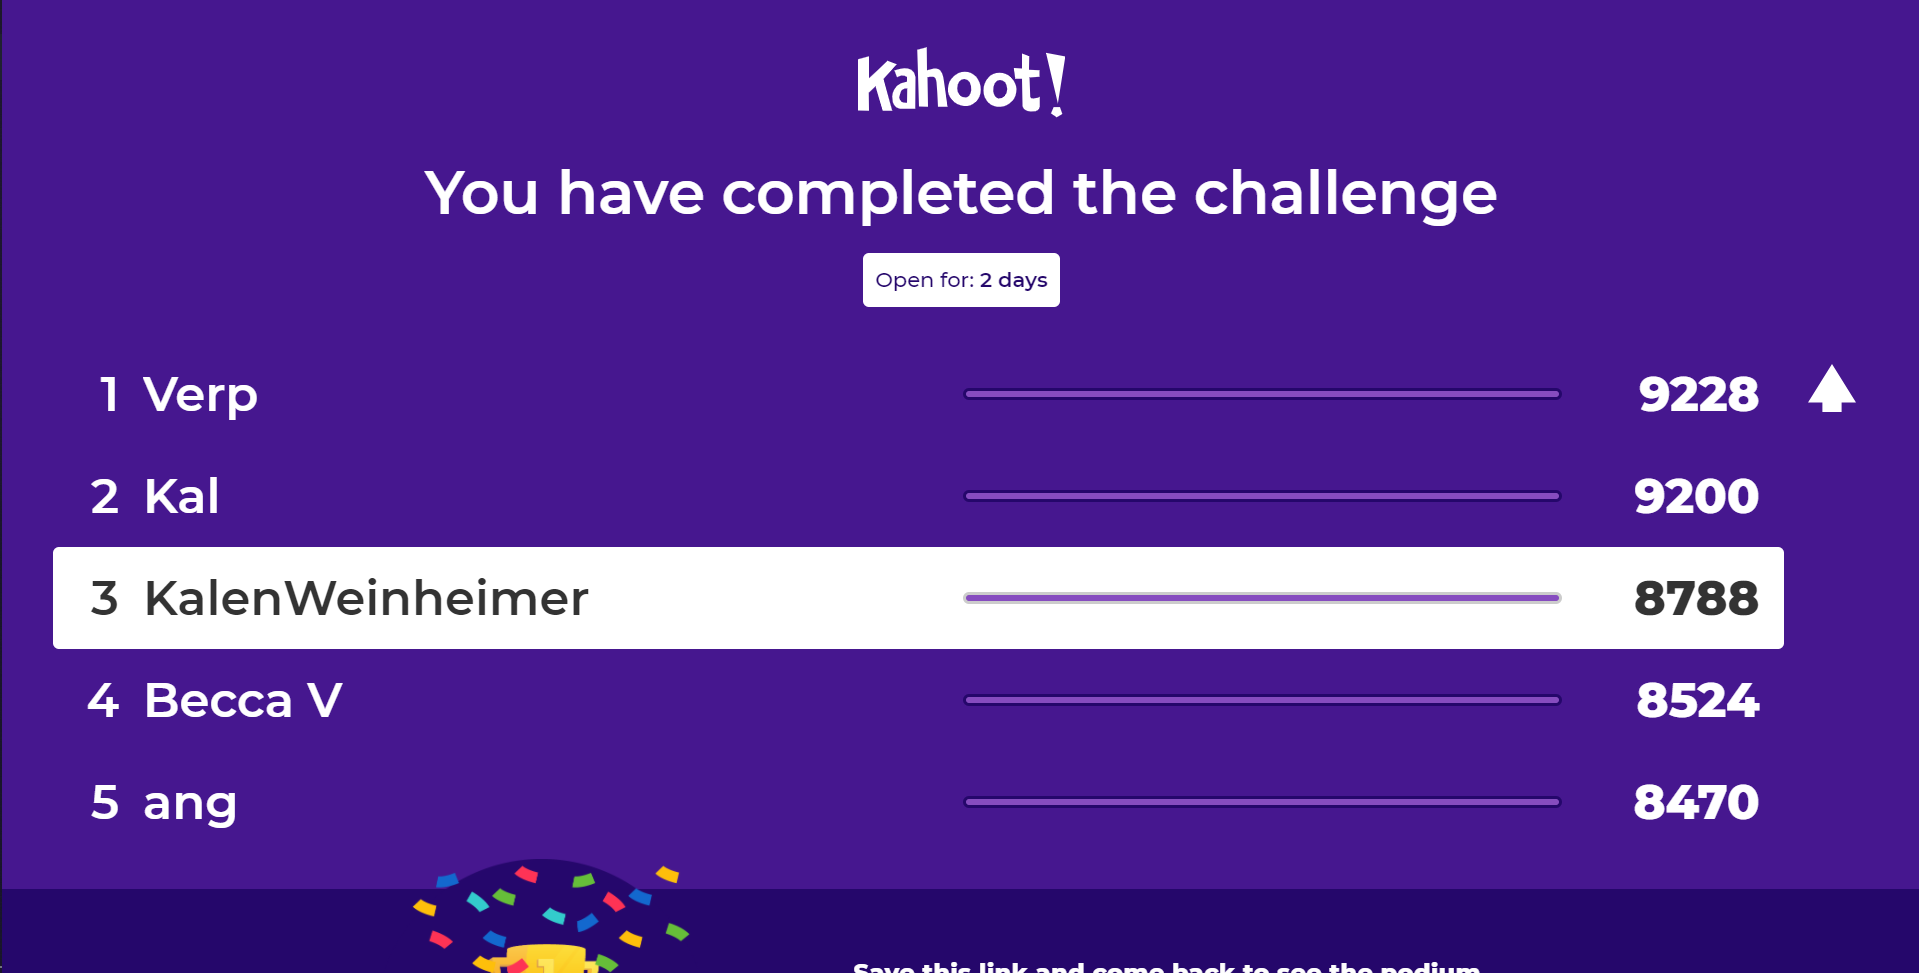 Kahoot!
You have completed the challenge
Open for: 2 days
1 Verp 9228
2 Kal 9200
3 KalenWeinheimer 8788
4 Becca V 8524
5 ang 8470
1
Save this link and come back to see the podium